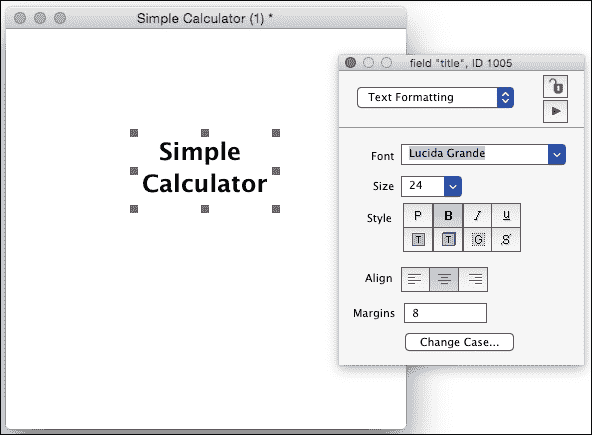 Simple Calculator (1) *
Simple
Calculator
field "title", ID 1005
Text Formatting
Font Lucida Grande
Size 24
Style P B I U
T T G S
Align
Margins 8
Change Case...